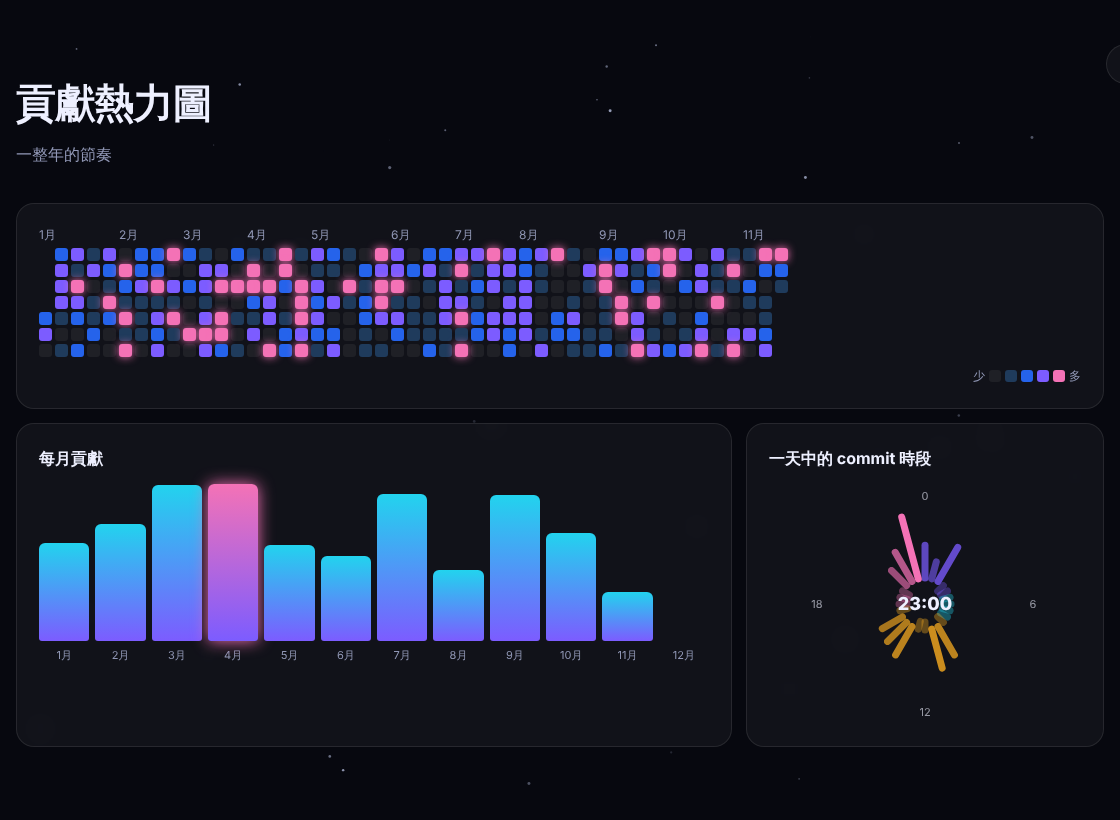 貢獻熱力圖
一整年的節奏
1月 2月 3月 4月 5月 6月 7月 8月 9月 10月 11月
少 多
每月貢獻
1月 2月 3月 4月 5月 6月 7月 8月 9月 10月 11月 12月
一天中的 commit 時段
0
18 23:00 6
12